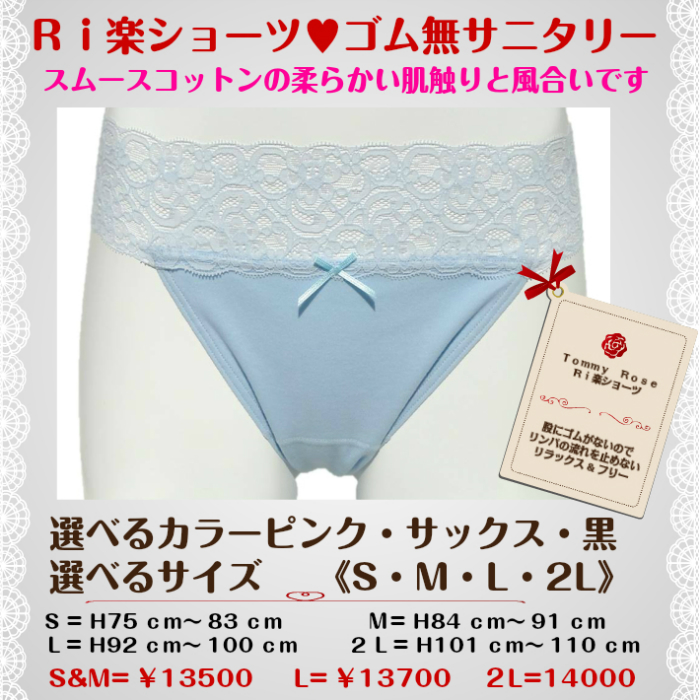 Ｒｉ楽ショーツ♥ゴム無サニタリー
スムースコットンの柔らかい肌触りと風合いです
Tommy Rose
Ｒｉ楽ショーツ
股にゴムがないので
リンパの流れを止めない
リラックス＆フリー
選べるカラーピンク・サックス・黒
選べるサイズ 《S・M・L・2L》
S = H75 cm～ 83 cm M= H84 cm～ 91 cm
L = H92 cm～ 100 cm 2 L = H101 cm～ 110 cm
S&M= ￥13500 L= ￥13700 2L=14000